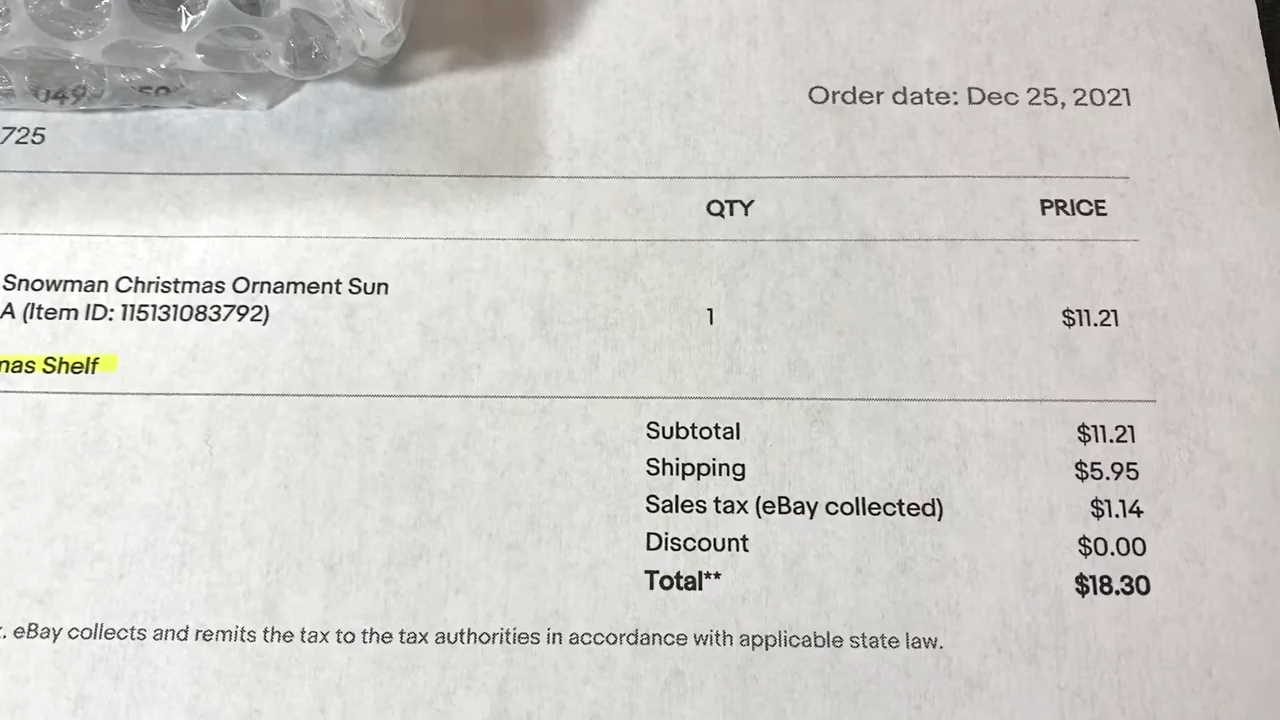 Order date: Dec 25, 2021
725
QTY PRICE
Snowman Christmas Ornament Sun
A (Item ID: 115131083792)
1 $11.21
mas Shelf
Subtotal $11.21
Shipping $5.95
Sales tax (eBay collected) $1.14
Discount $0.00
Total** $18.30
. eBay collects and remits the tax to the tax authorities in accordance with applicable state law.